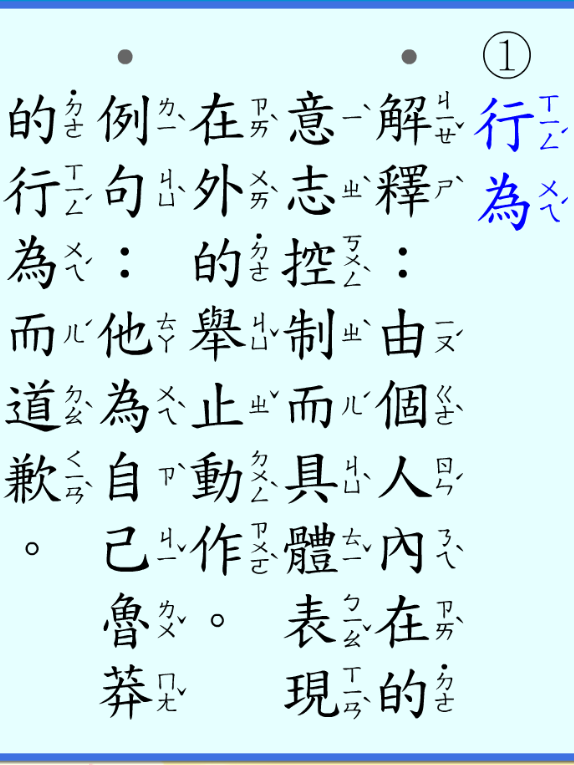 ①行為
解釋：由個人內在的
意志控制而具體表現
在外的舉止動作。
例句：他為自己魯莽
的行為而道歉。